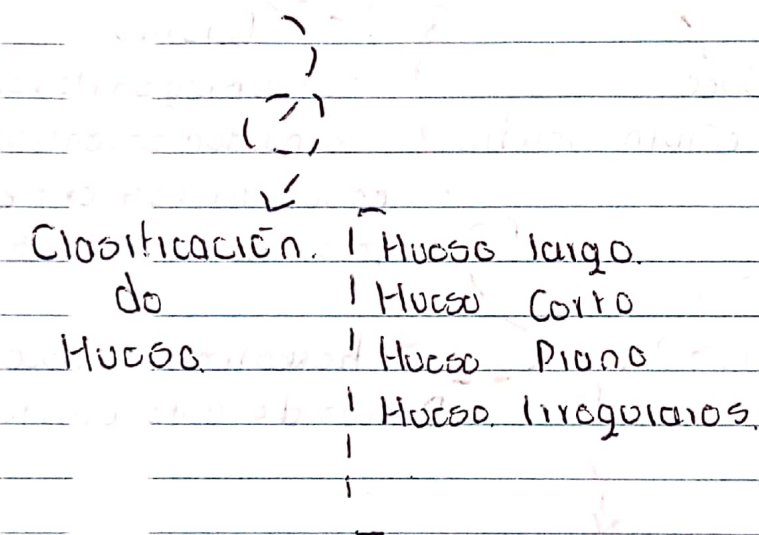 Clasificación. Hueso largo.
de Hueso Corto
Hueso. Hueso Plano
Hueso. Irregulares.